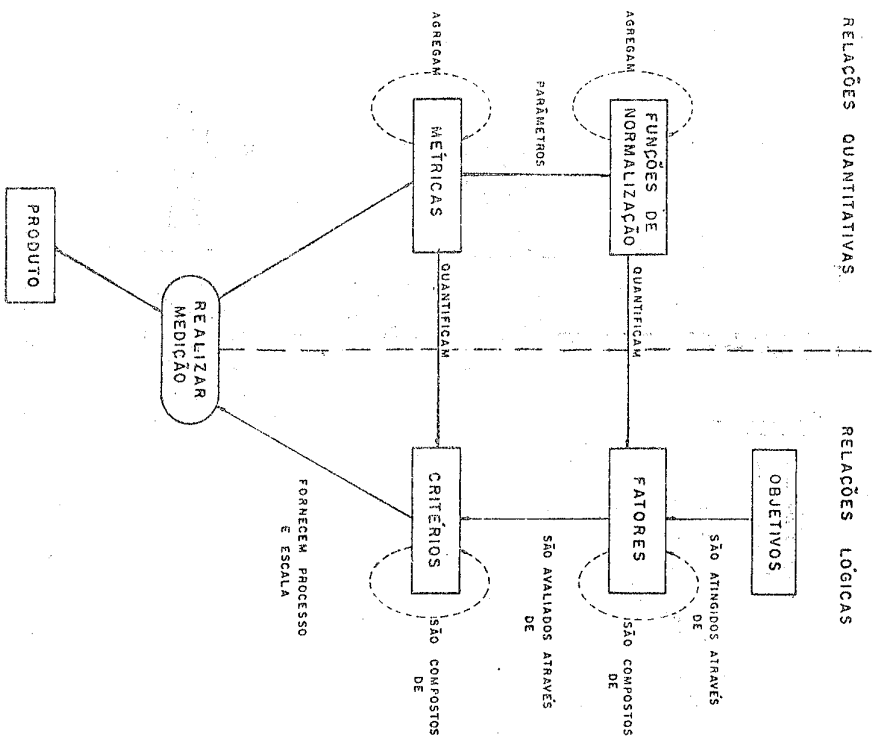 RELAÇÕES QUANTITATIVAS
RELAÇÕES LÓGICAS
OBJETIVOS
SÃO ATINGIDOS ATRAVÉS
DE
AGREGAM
FUNÇÕES DE
NORMALIZAÇÃO
QUANTIFICAM
FATORES
SÃO COMPOSTOS
DE
PARÂMETROS
SÃO AVALIADOS ATRAVÉS
DE
AGREGAM
MÉTRICAS
QUANTIFICAM
CRITÉRIOS
SÃO COMPOSTOS
DE
FORNECEM PROCESSO
E ESCALA
REALIZAR
MEDIÇÃO
PRODUTO